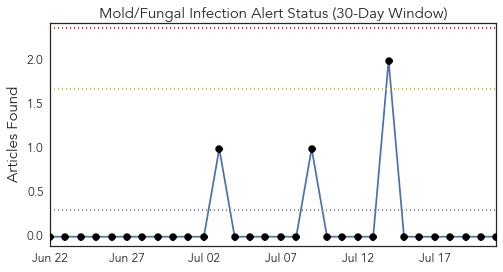 Mold/Fungal Infection Alert Status (30-Day Window)
Articles Found
2.0
1.5
1.0
0.5
0.0
Jun 22 Jun 27 Jul 02 Jul 07 Jul 12 Jul 17